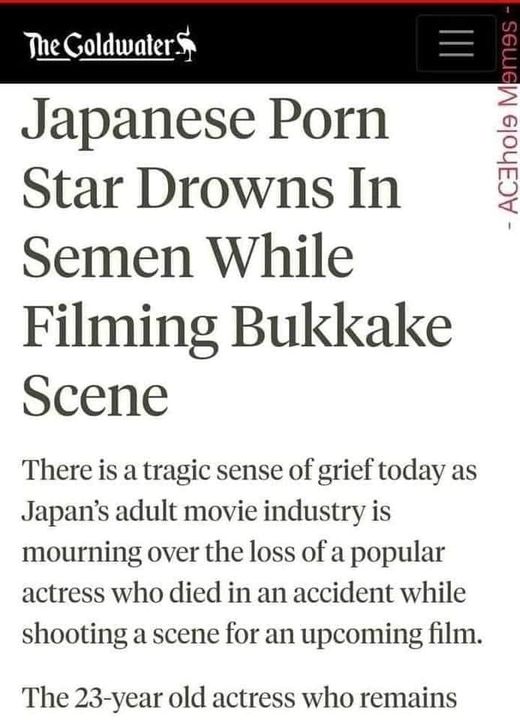 The Goldwater
Japanese Porn
Star Drowns In
Semen While
Filming Bukkake
Scene
There is a tragic sense of grief today as
Japan's adult movie industry is
mourning over the loss of a popular
actress who died in an accident while
shooting a scene for an upcoming film.
The 23-year old actress who remains
- ACEhole Memes -